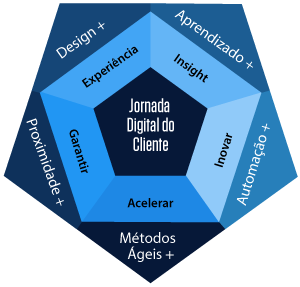 Design +
Aprendizado +
Experiência
Insight
Jornada
Digital do
Cliente
Proximidade +
Garantir
Inovar
Automação +
Acelerar
Métodos
Ágeis +